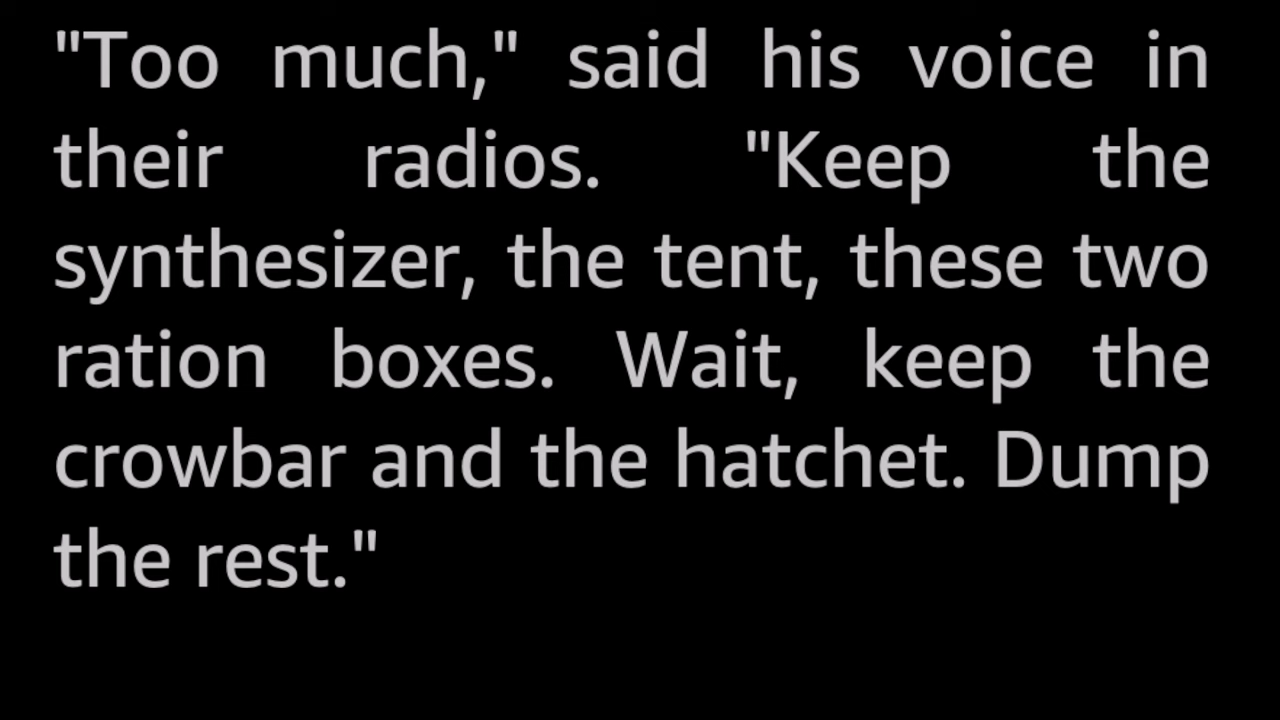 "Too much," said his voice in
their radios. "Keep the
synthesizer, the tent, these two
ration boxes. Wait, keep the
crowbar and the hatchet. Dump
the rest."